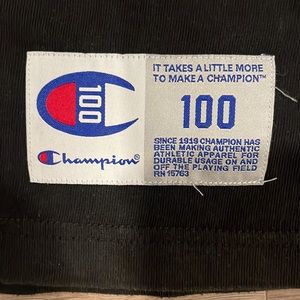 100
Champion
IT TAKES A LITTLE MORE
TO MAKE A CHAMPION™
100
SINCE 1919 CHAMPION HAS
BEEN MAKING AUTHENTIC
ATHLETIC APPAREL FOR
DURABLE USAGE ON AND
OFF THE PLAYING FIELD
RN 15763